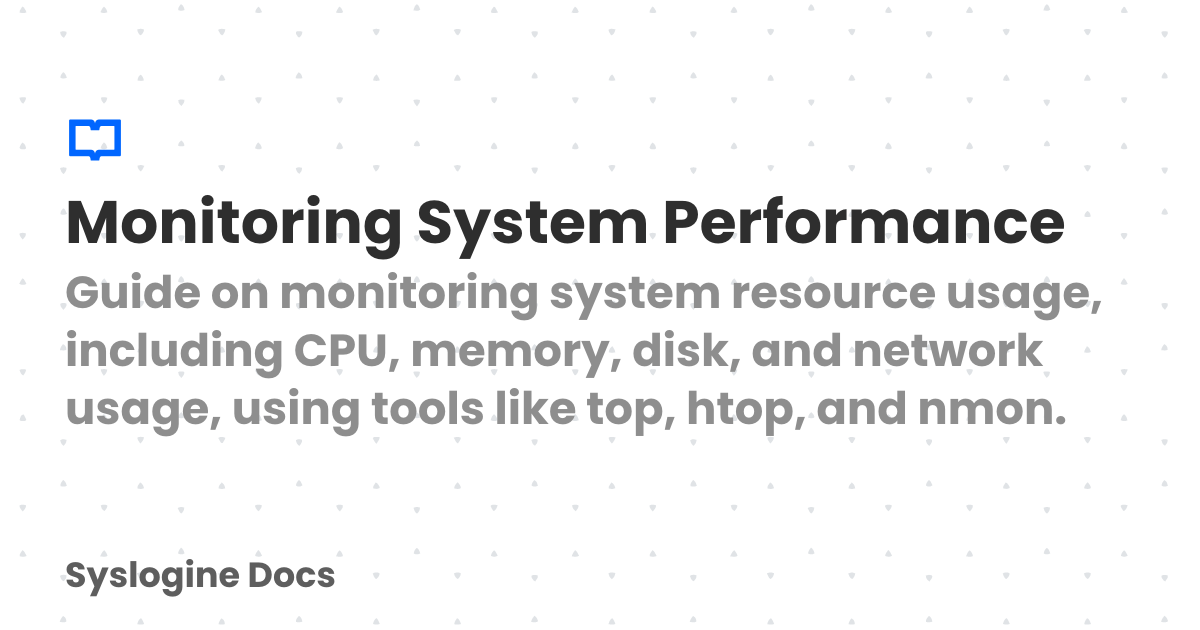 Monitoring System Performance
Guide on monitoring system resource usage,
including CPU, memory, disk, and network
usage, using tools like top, htop, and nmon.
Syslogine Docs